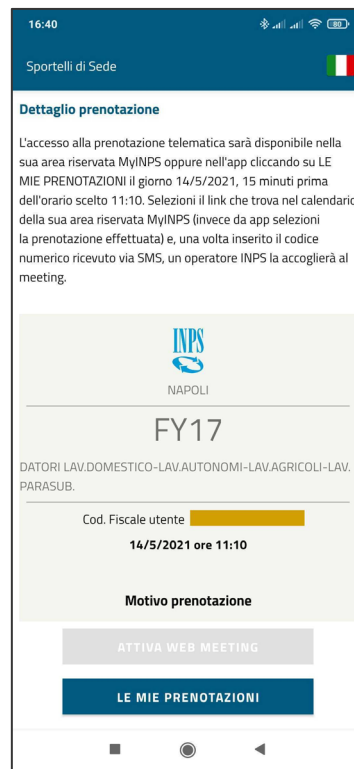 16:40
80
Sportelli di Sede
Dettaglio prenotazione
L'accesso alla prenotazione telematica sarà disponibile nella
sua area riservata MyINPS oppure nell'app cliccando su LE
MIE PRENOTAZIONI il giorno 14/5/2021, 15 minuti prima
dell'orario scelto 11:10. Selezioni il link che trova nel calendario
della sua area riservata MyINPS (invece da app selezioni
la prenotazione effettuata) e, una volta inserito il codice
numerico ricevuto via SMS, un operatore INPS la accoglierà al
meeting.
INPS
NAPOLI
FY17
DATORI LAV.DOMESTICO-LAV.AUTONOMI-LAV.AGRICOLI-LAV.
PARASUB.
Cod. Fiscale utente
14/5/2021 ore 11:10
Motivo prenotazione
ATTIVA WEB MEETING
LE MIE PRENOTAZIONI